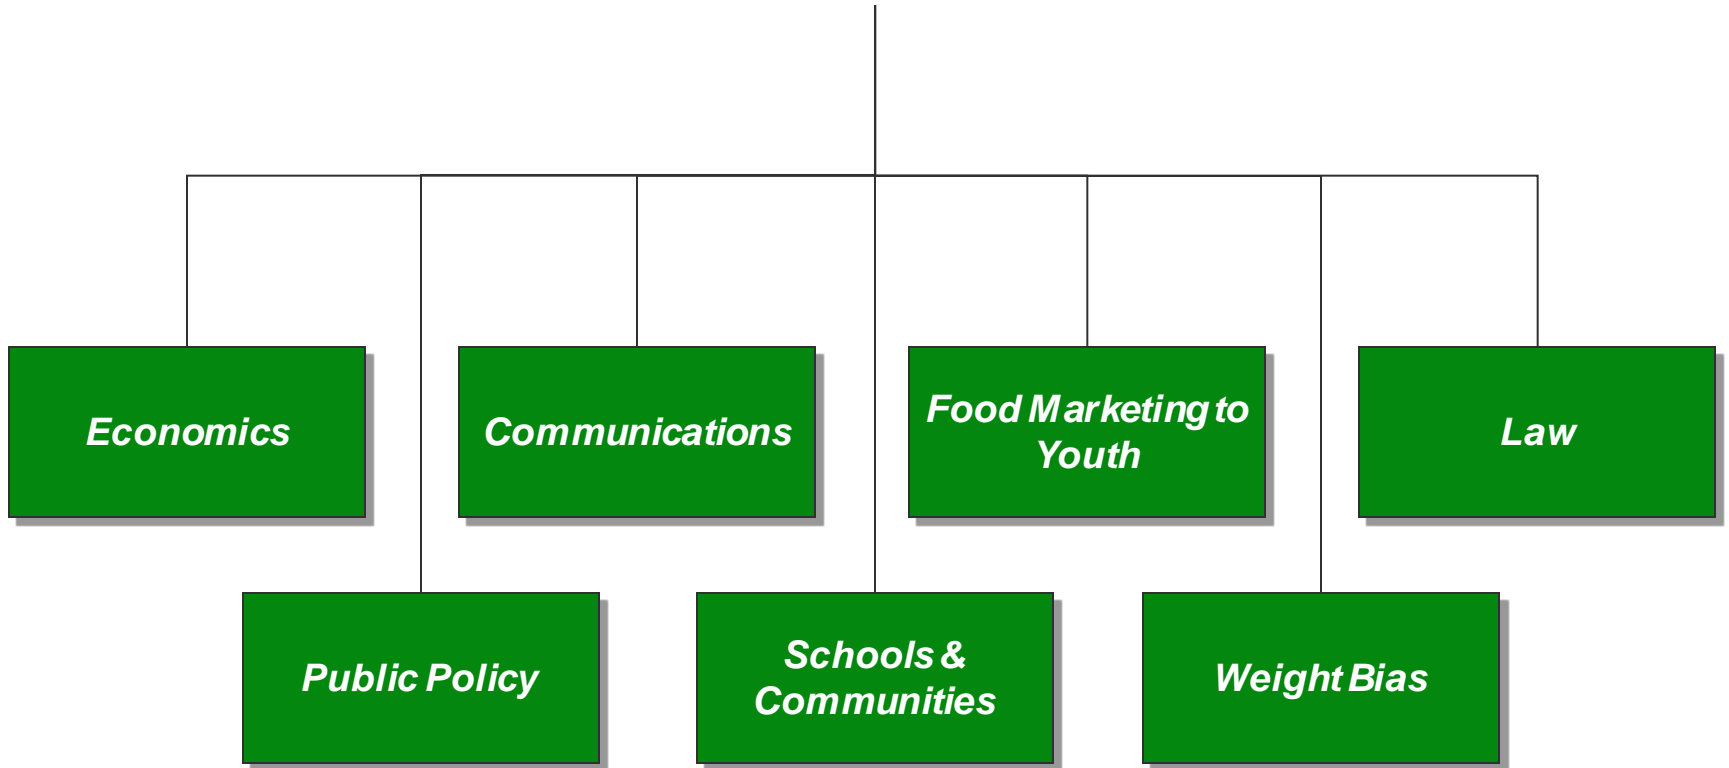 Economics
Communications
Food Marketing to
Youth
Law
Public Policy
Schools &
Communities
Weight Bias